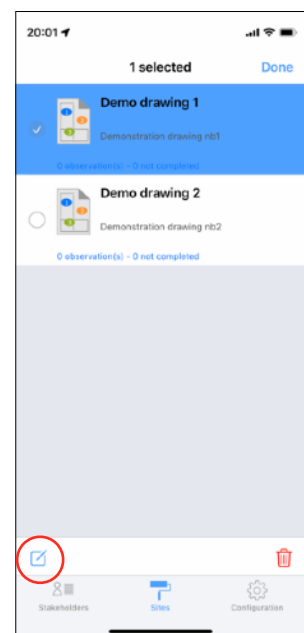 20:01
1 selected Done
Demo drawing 1
Demonstration drawing nb1
0 observation(s) - 0 not completed
Demo drawing 2
Demonstration drawing nb2
0 observation(s) - 0 not completed
Stakeholders Sites Configuration